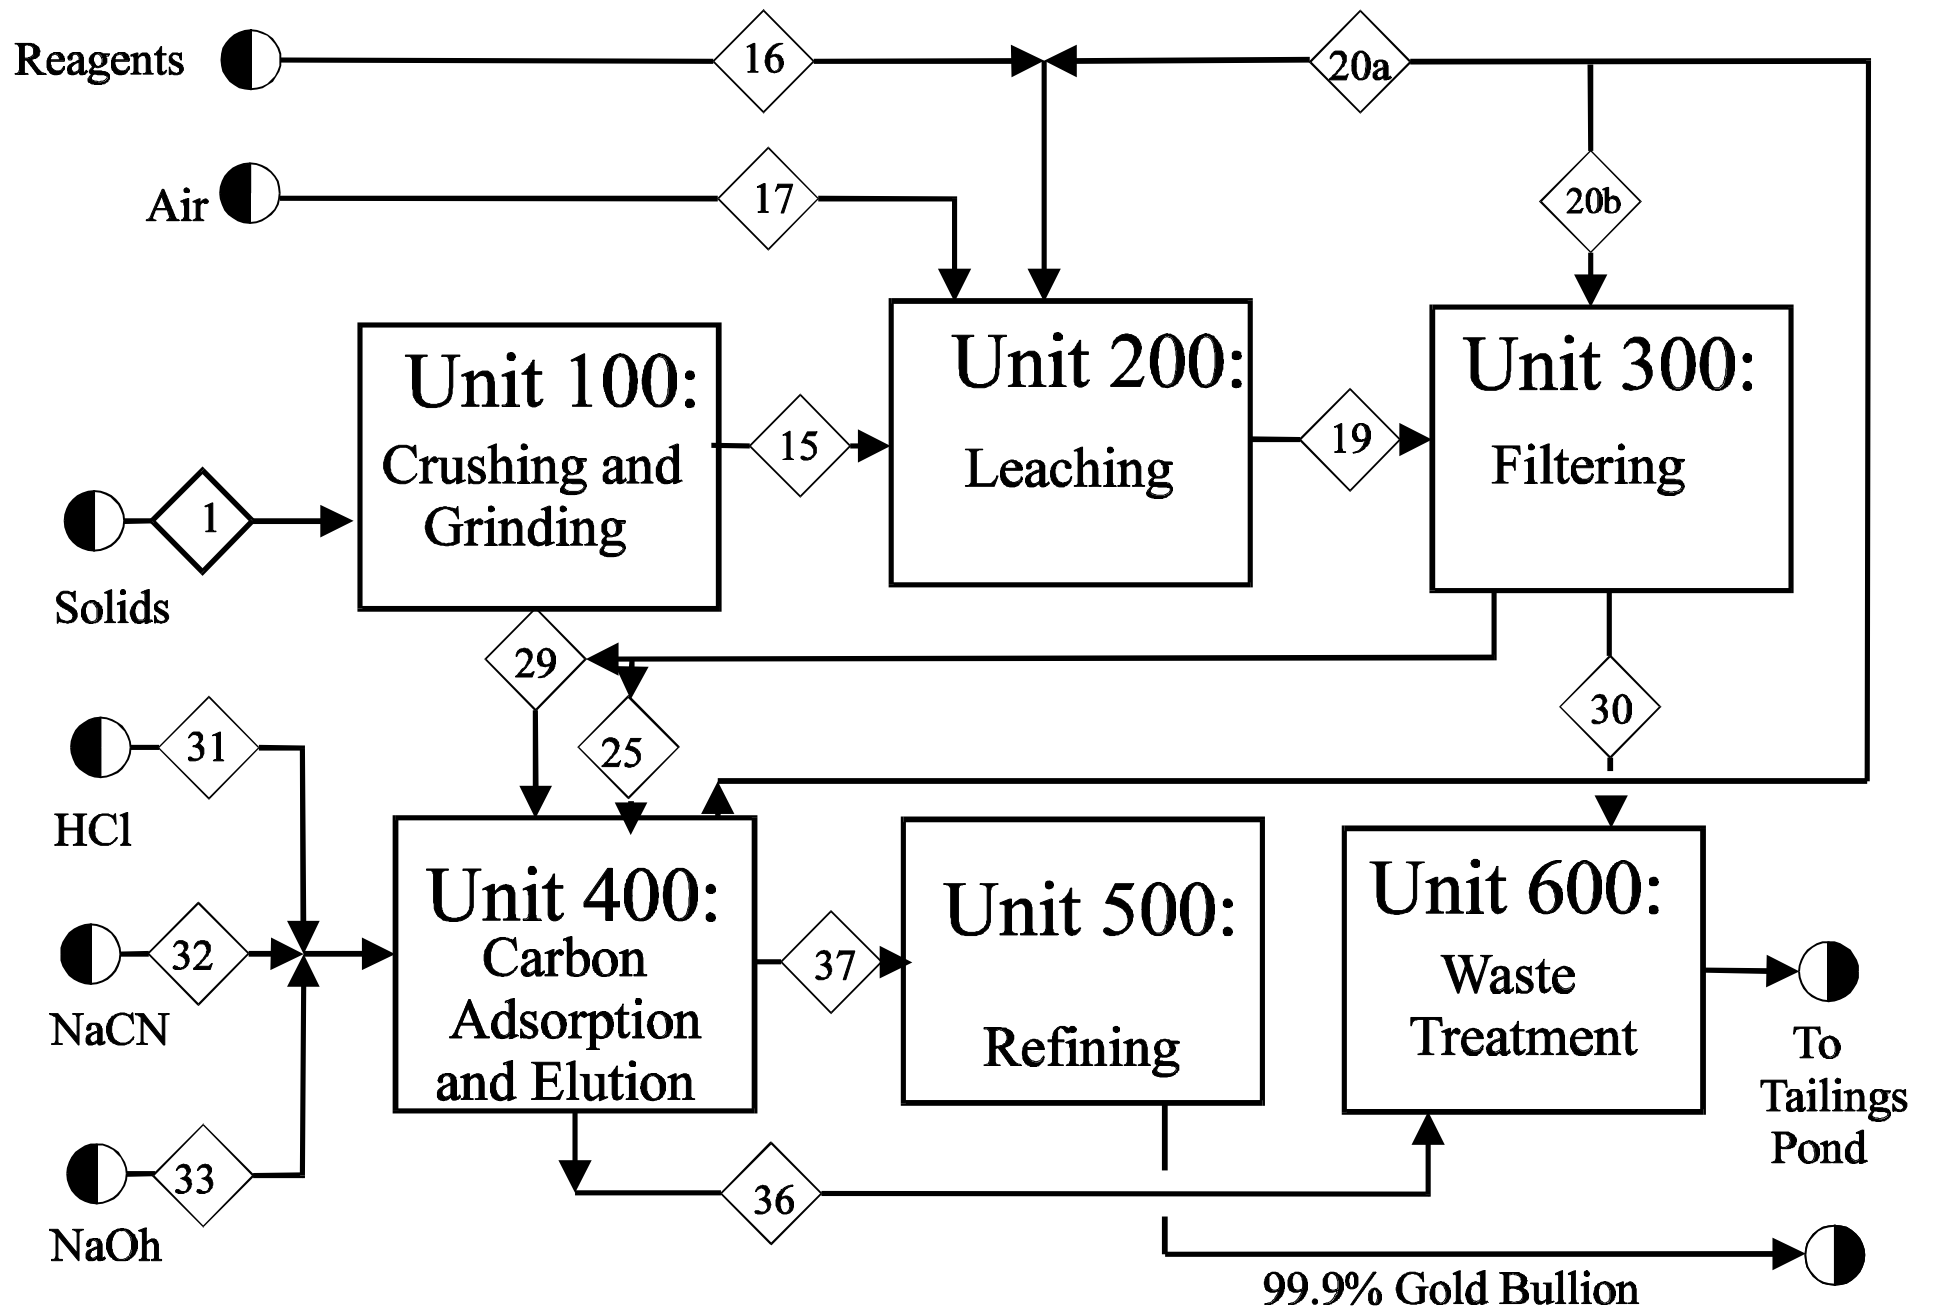 Reagents
16
20a
Air
17
20b
Unit 100:
Crushing and
Grinding
15
Unit 200:
Leaching
19
Unit 300:
Filtering
1
Solids
29
25
30
31
HCl
32
NaCN
33
NaOh
Unit 400:
Carbon
Adsorption
and Elution
37
Unit 500:
Refining
Unit 600:
Waste
Treatment
To
Tailings
Pond
36
99.9% Gold Bullion